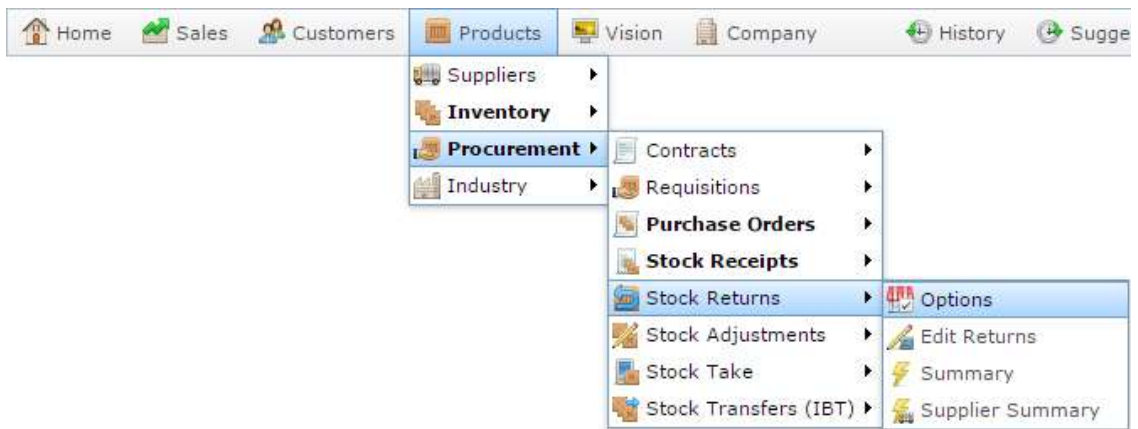 Home Sales Customers Products Vision Company History Sugge
Suppliers
Inventory
Procurement
Industry
Contracts
Requisitions
Purchase Orders
Stock Receipts
Stock Returns
Stock Adjustments
Stock Take
Stock Transfers (IBT)
Options
Edit Returns
Summary
Supplier Summary